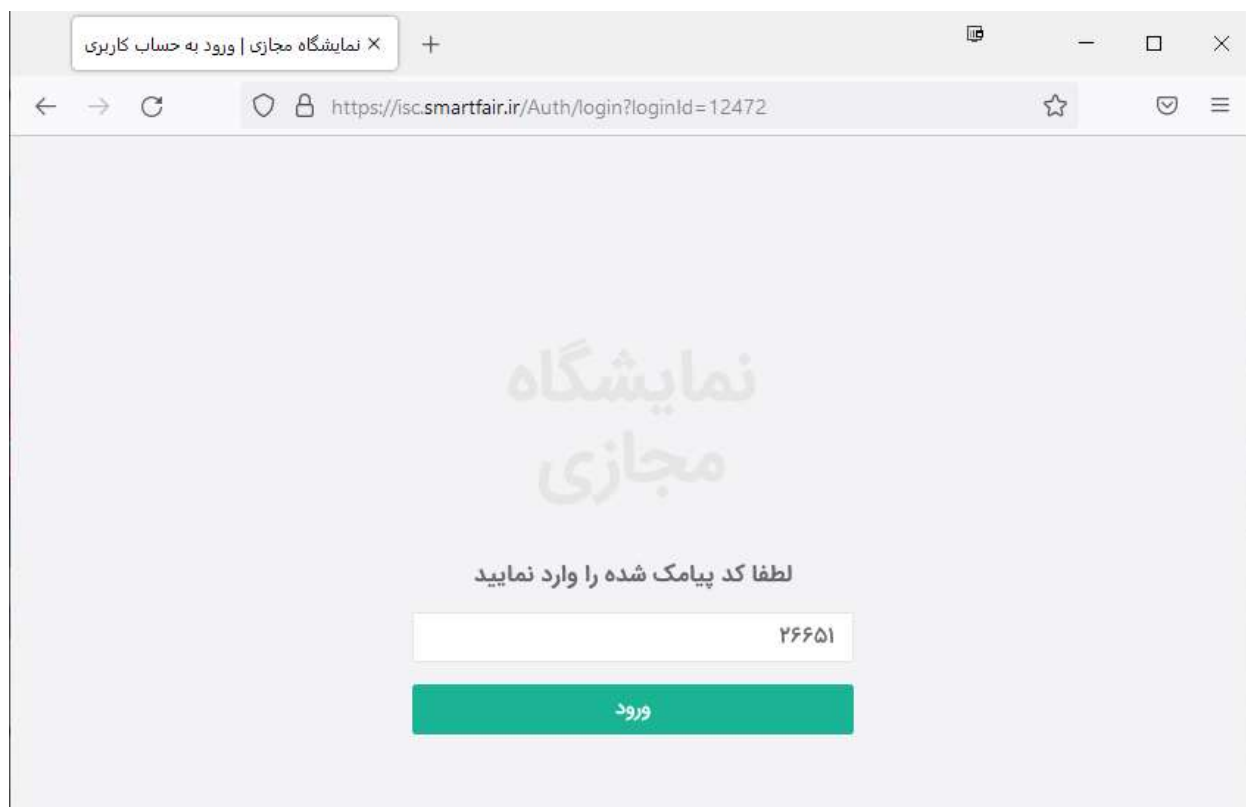 نمایشگاه مجازی | ورود به حساب کاربری
https://isc.smartfair.ir/Auth/login?loginId=12472
نمایشگاه
مجازی
لطفا کد پیامک شده را وارد نمایید
۲۶۶۵۱
ورود